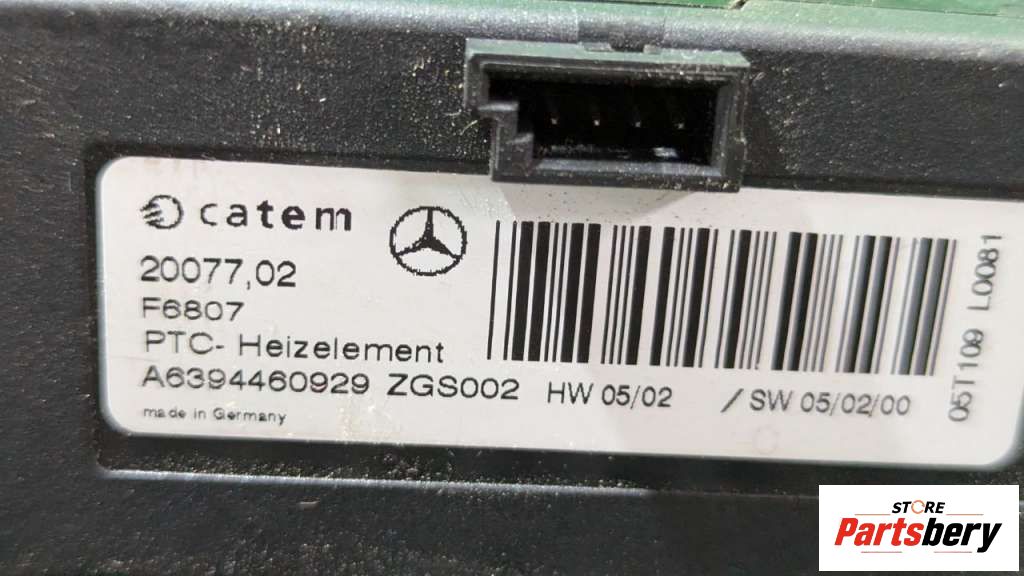 catem
20077,02
F6807
PTC- Heizelement
A6394460929 ZGS002 HW 05/02 / SW 05/02/00
made in Germany
05T109 L0081
STORE
Partsbery